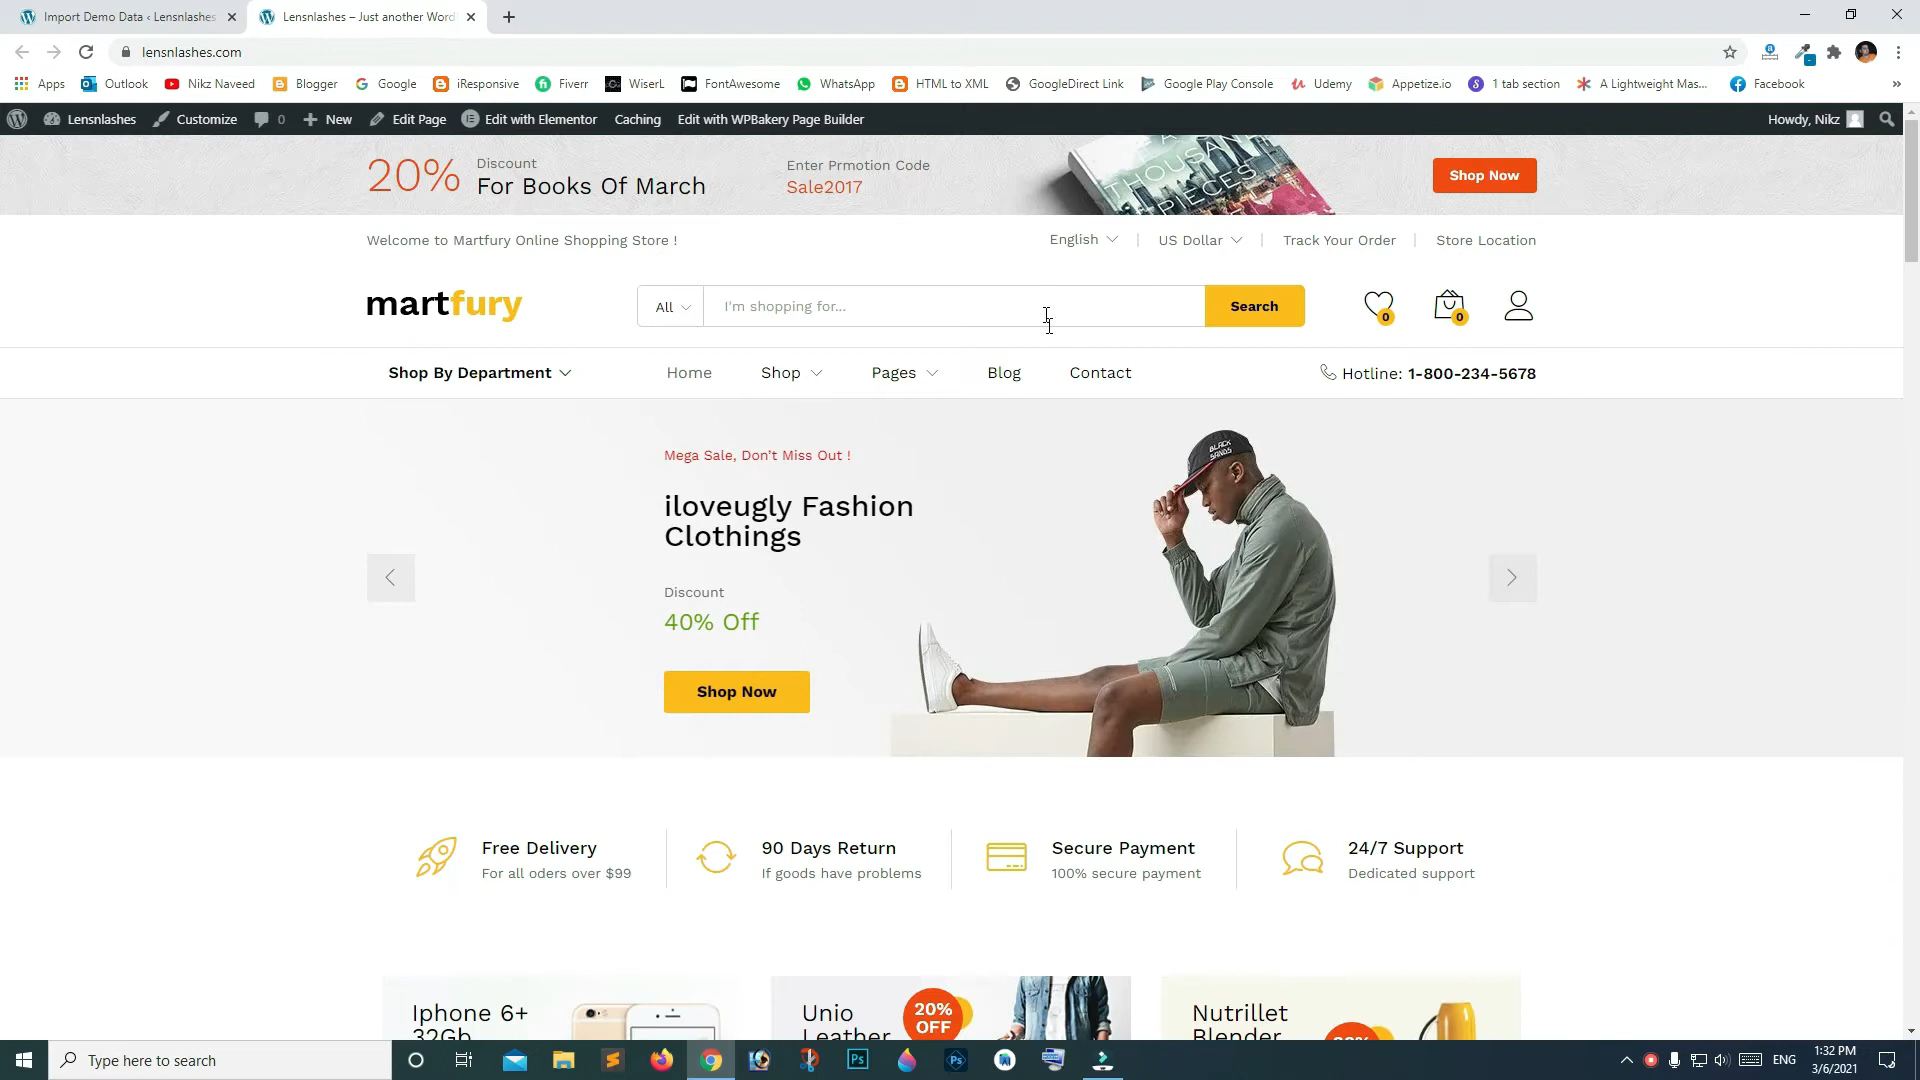 Import Demo Data ‹ Lensnlashes
Lensnlashes – Just another Word
lensnlashes.com
Apps
Outlook
Nikz Naveed
Blogger
Google
iResponsive
Fiverr
WiserL
FontAwesome
WhatsApp
HTML to XML
GoogleDirect Link
Google Play Console
Udemy
Appetize.io
1 tab section
A Lightweight Mas...
Facebook
»
Lensnlashes
Customize
0
New
Edit Page
Edit with Elementor
Caching
Edit with WPBakery Page Builder
Howdy, Nikz
20%
Discount
For Books Of March
Enter Prmotion Code
Sale2017
THOUSAN
PIECES
Shop Now
Welcome to Martfury Online Shopping Store !
English
US Dollar
Track Your Order
Store Location
martfury
All
I'm shopping for...
Search
0
0
Shop By Department
Home
Shop
Pages
Blog
Contact
Hotline: 1-800-234-5678
Mega Sale, Don't Miss Out !
iloveugly Fashion
Clothings
Discount
40% Off
Shop Now
BLACK
SANDS
Free Delivery
For all oders over $99
90 Days Return
If goods have problems
Secure Payment
100% secure payment
24/7 Support
Dedicated support
Iphone 6+
32Gb
Unio
Leather
20%
OFF
Nutrillet
Blender
Type here to search
Ps
Ps
ENG
1:32 PM
3/6/2021